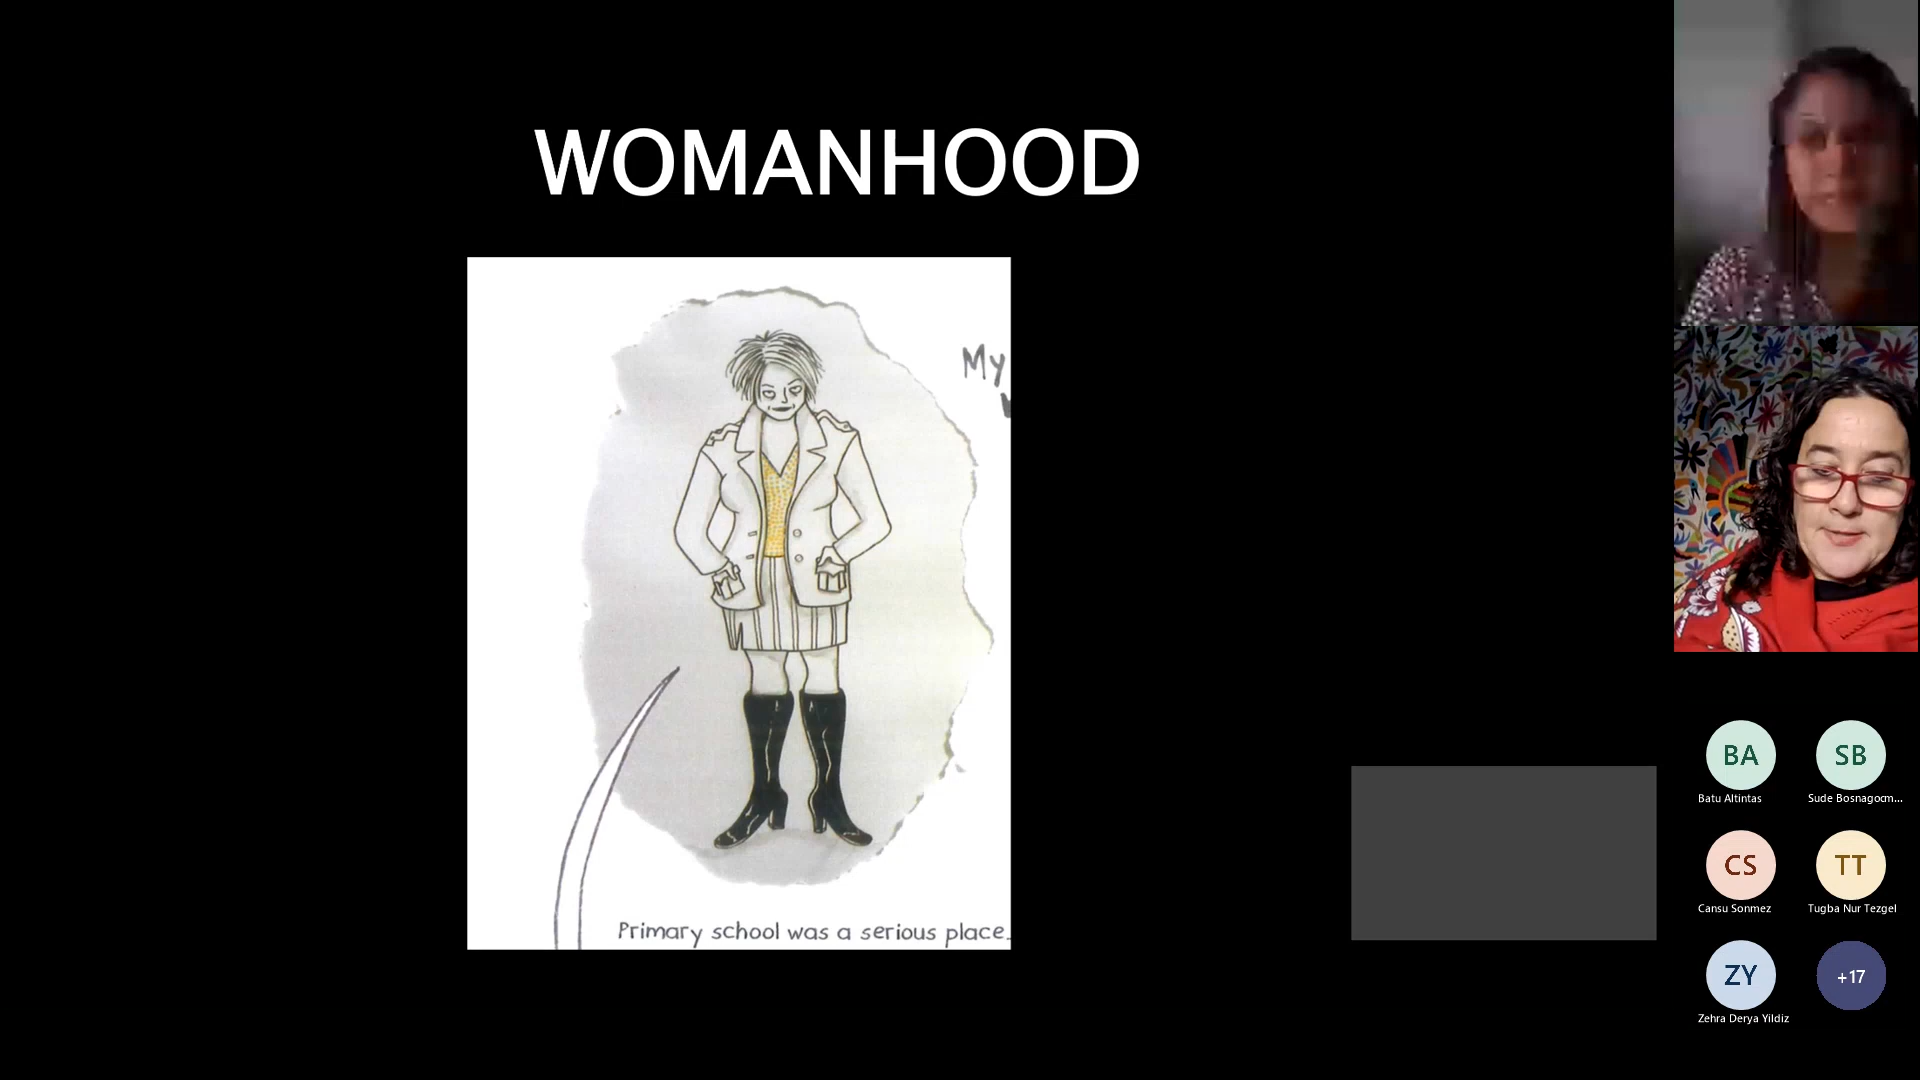 WOMANHOOD
My
Primary school was a serious place.
BA
SB
Batu Altintas
Sude Bosnagocm...
CS
TT
Cansu Sonmez
Tugba Nur Tezgel
ZY
+17
Zehra Derya Yildiz